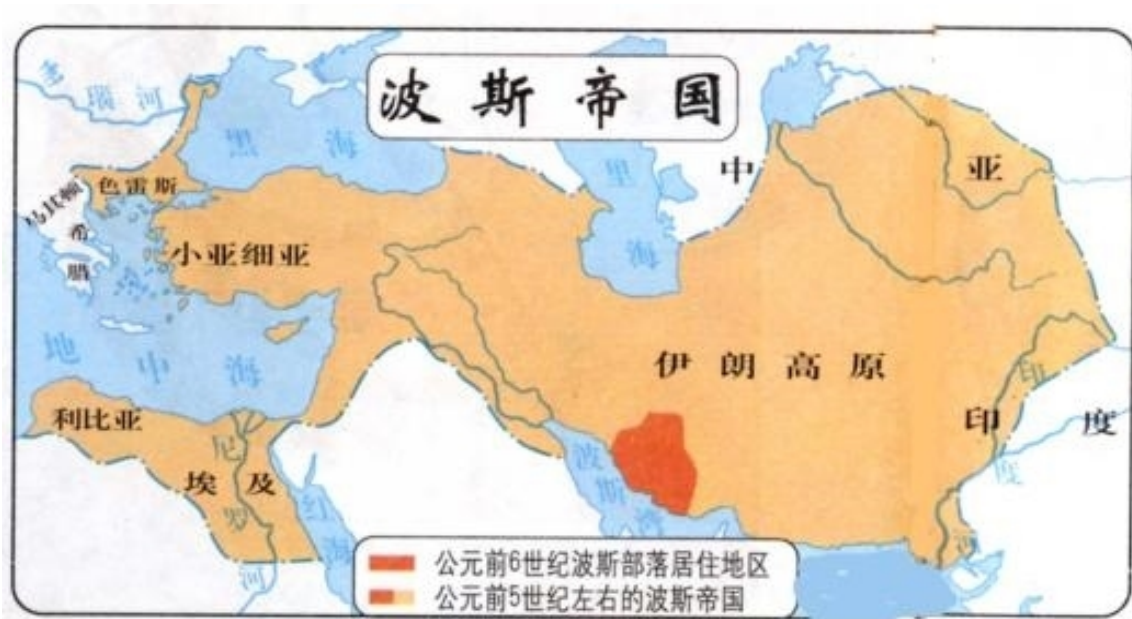 波斯帝国
多瑙河
黑海
里海
中亚
色雷斯
马其顿
希腊
小亚细亚
地中海
伊朗高原
利比亚
尼罗河
埃及
红海
波斯湾
印度
印度河
公元前6世纪波斯部落居住地区
公元前5世纪左右的波斯帝国